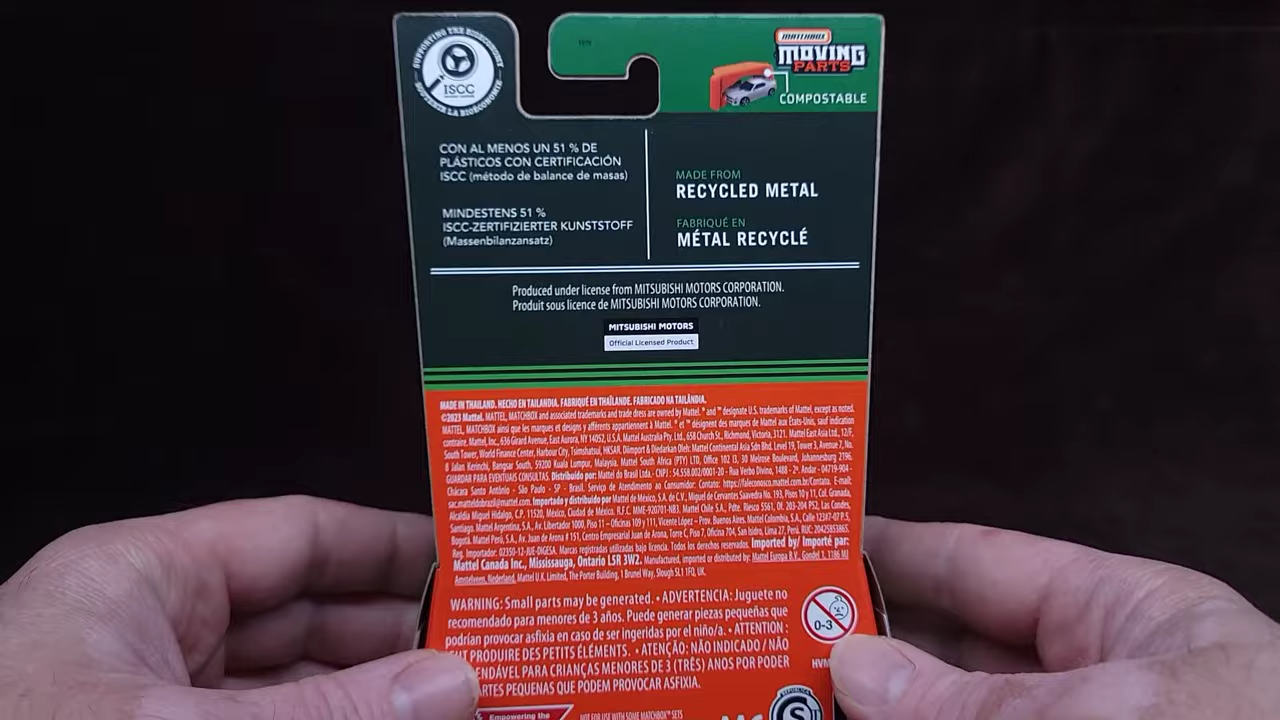 SUPPORTING THE BIOECONOMY
ISCC
SOUTENIR LA BIOÉCONOMIE
MATCHBOX
MOVING
PARTS
COMPOSTABLE
CON AL MENOS UN 51 % DE
PLÁSTICOS CON CERTIFICACIÓN
ISCC (método de balance de masas)
MINDESTENS 51 %
ISCC-ZERTIFIZIERTER KUNSTSTOFF
(Massenbilanzansatz)
MADE FROM
RECYCLED METAL
FABRIQUÉ EN
MÉTAL RECYCLÉ
Produced under license from MITSUBISHI MOTORS CORPORATION.
Produit sous licence de MITSUBISHI MOTORS CORPORATION.
MITSUBISHI MOTORS
Official Licensed Product
MADE IN THAILAND. HECHO EN TAILANDIA. FABRIQUÉ EN THAÏLANDE. FABRICADO NA TAILÂNDIA.
©2023 Mattel. MATTEL, MATCHBOX and associated trademarks and trade dress are owned by Mattel. ® and ™ designate U.S. trademarks of Mattel, except as noted.
MATTEL, MATCHBOX ainsi que les marques et designs y afférents appartiennent à Mattel. ® et ™ désignent des marques de Mattel aux États-Unis, sauf indication
contraire. Mattel, Inc., 636 Girard Avenue, East Aurora, NY 14052, U.S.A. Mattel Australia Pty. Ltd., 658 Church St., Richmond, Victoria, 3121. Mattel East Asia Ltd., 12/F,
South Tower, World Finance Center, Harbour City, Tsimshatsui, HKSAR. Diimport & Diedarkan Oleh: Mattel Continental Asia Sdn Bhd. Level 19, Tower 3, Avenue 7, No.
8 Jalan Kerinchi, Bangsar South, 59200 Kuala Lumpur, Malaysia. Mattel South Africa (PTY) LTD, Office 102 I3, 30 Melrose Boulevard, Johannesburg 2196.
GUARDAR PARA EVENTUAIS CONSULTAS. Distribuído por: Mattel do Brasil Ltda.- CNPJ : 54.558.002/0001-20 - Rua Verbo Divino, 1488 - 2º. Andar - 04719-904 -
Chácara Santo Antônio - São Paulo - SP - Brasil. Serviço de Atendimento ao Consumidor: Contato: https://faleconosco.mattel.com.br/Contato. E-mail:
sac.matteldobrazil@mattel.com. Importado y distribuido por Mattel de México, S.A. de C.V., Miguel de Cervantes Saavedra No. 193, Pisos 10 y 11, Col. Granada,
Alcaldía Miguel Hidalgo, C.P. 11520, México, Ciudad de México. R.F.C. MME-920701-NB3. Mattel Chile S.A., Pdte. Riesco 5561, Of. 203-204 P52, Las Condes,
Santiago. Mattel Argentina, S.A., Av. Libertador 1000, Piso 11 – Oficinas 109 y 111, Vicente López – Prov. Buenos Aires. Mattel Colombia, S.A., Calle 123#7-07 P.5,
Bogotá. Mattel Perú, S.A., Av. Juan de Arona # 151, Centro Empresarial Juan de Arona, Torre C, Piso 7, Oficina 704, San Isidro, Lima 27, Perú. RUC: 20425853865.
Reg. Importador: 02350-12-JUE-DIGESA. Marcas registradas utilizadas bajo licencia. Todos los derechos reservados. Imported by/ Importé par:
Mattel Canada Inc., Mississauga, Ontario L5R 3W2. Manufactured, imported or distributed by: Mattel Europa B.V., Gondel 1, 1186 MJ
Amstelveen, Nederland. Mattel U.K. Limited, The Porter Building, 1 Brunel Way, Slough SL1 1FQ, UK.
WARNING: Small parts may be generated. • ADVERTENCIA: Juguete no
recomendado para menores de 3 años. Puede generar piezas pequeñas que
podrían provocar asfixia en caso de ser ingeridas por el niño/a. • ATTENTION :
PRODUIRE DES PETITS ÉLÉMENTS. • ATENÇÃO: NÃO INDICADO / NÃO
PARA CRIANÇAS MENORES DE 3 (TRÊS) ANOS POR PODER
PEQUENAS QUE PODEM PROVOCAR ASFIXIA.
0-3
Empowering the
NOT FOR USE WITH SOME MATCHBOX™ SETS